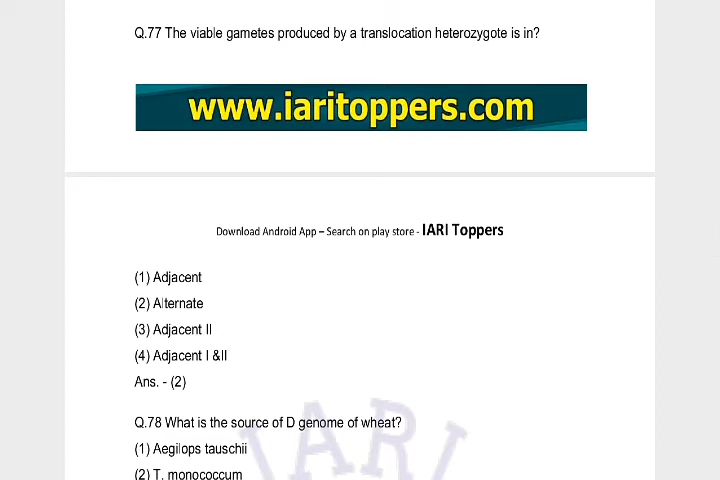 Q.77 The viable gametes produced by a translocation heterozygote is in?
www.iaritoppers.com
Download Android App – Search on play store - IARI Toppers
(1) Adjacent
(2) Alternate
(3) Adjacent II
(4) Adjacent I &II
Ans. - (2)
Q.78 What is the source of D genome of wheat?
(1) Aegilops tauschii
(2) T. monococcum
IARI